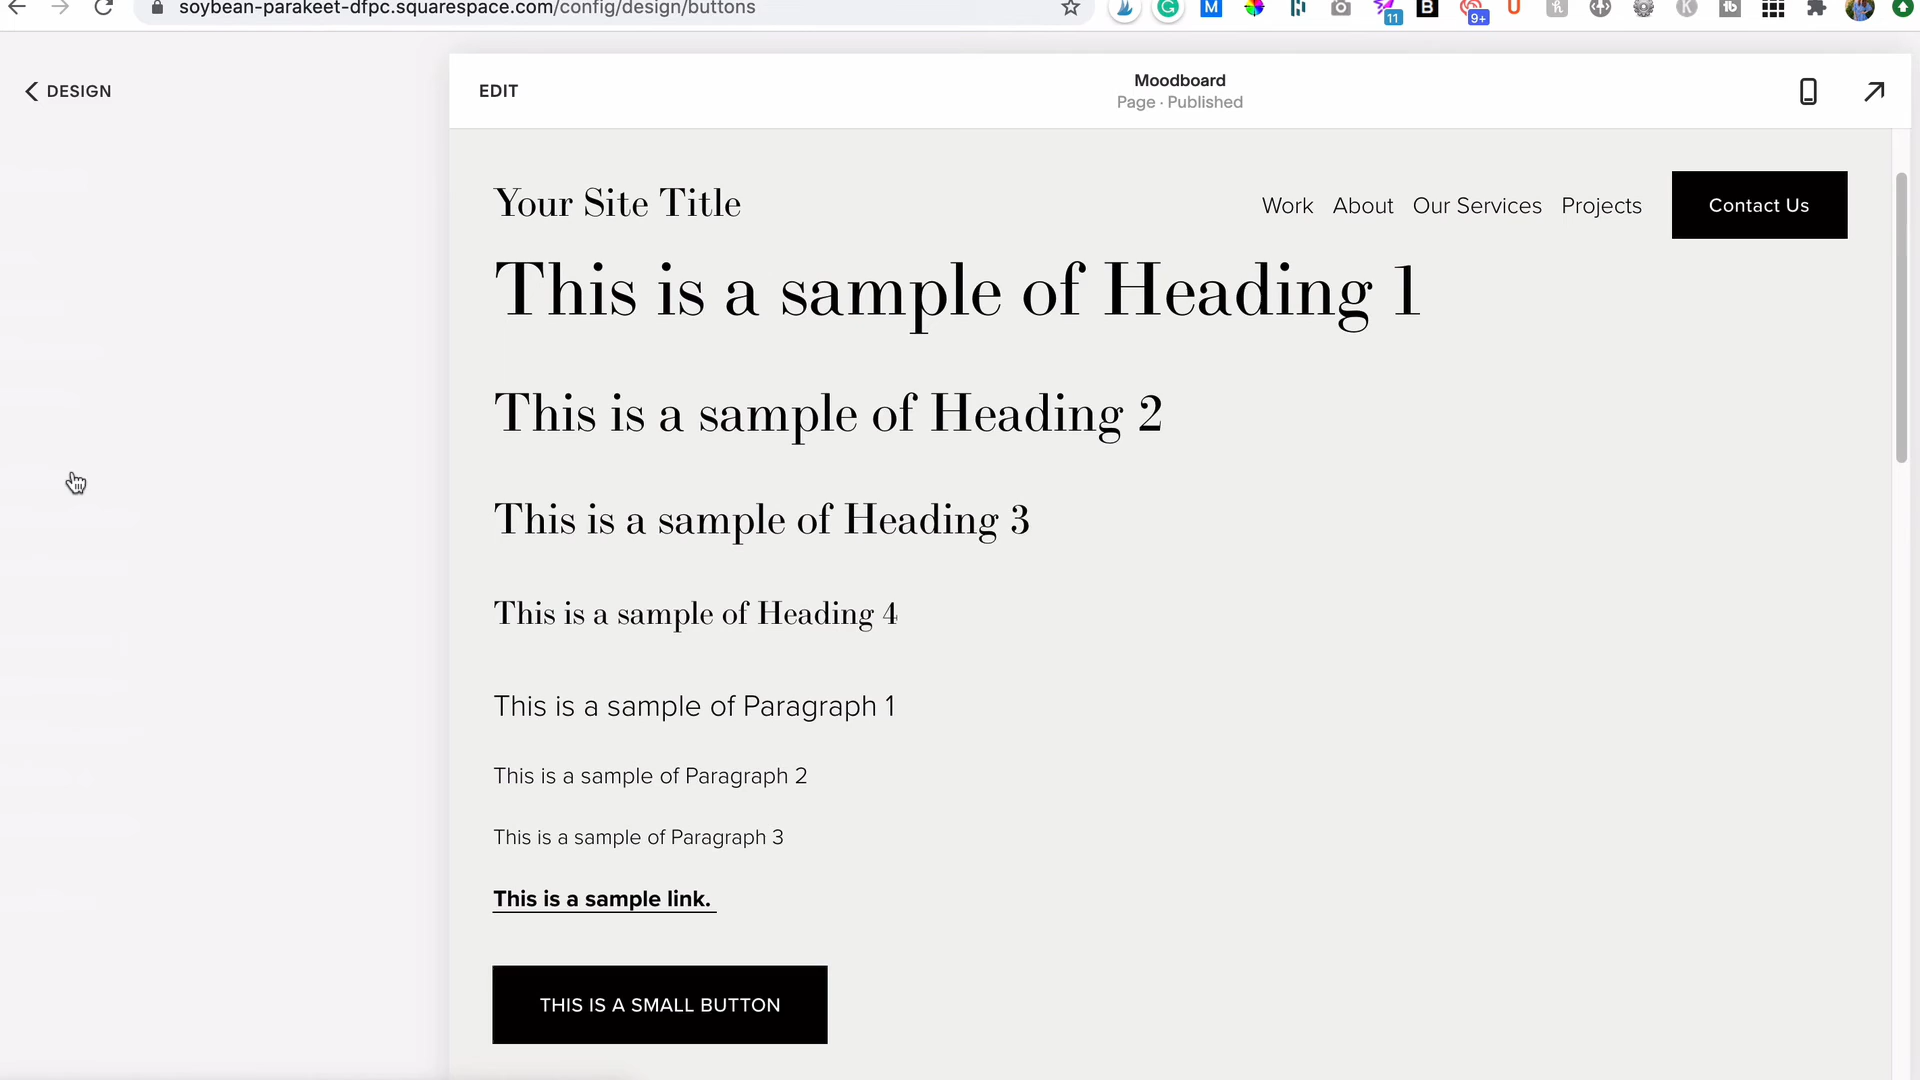 soybean-parakeet-dfpc.squarespace.com/config/design/buttons
M
11
B
9+
U
K
tb
DESIGN
EDIT
Moodboard
Page · Published
Your Site Title
Work About Our Services Projects Contact Us
This is a sample of Heading 1
This is a sample of Heading 2
This is a sample of Heading 3
This is a sample of Heading 4
This is a sample of Paragraph 1
This is a sample of Paragraph 2
This is a sample of Paragraph 3
This is a sample link.
THIS IS A SMALL BUTTON